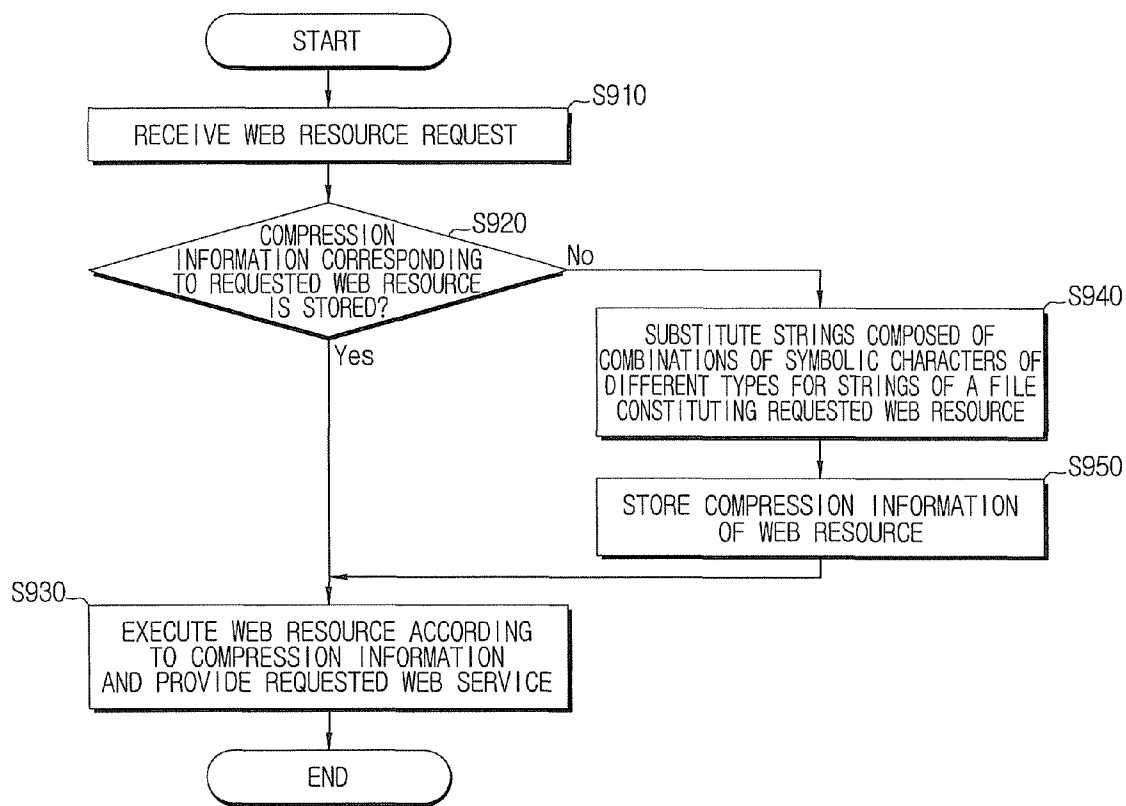 START
S910
RECEIVE WEB RESOURCE REQUEST
S920
COMPRESSION
INFORMATION CORRESPONDING
TO REQUESTED WEB RESOURCE
IS STORED?
No
Yes
S940
SUBSTITUTE STRINGS COMPOSED OF
COMBINATIONS OF SYMBOLIC CHARACTERS OF
DIFFERENT TYPES FOR STRINGS OF A FILE
CONSTITUTING REQUESTED WEB RESOURCE
S950
STORE COMPRESSION INFORMATION
OF WEB RESOURCE
S930
EXECUTE WEB RESOURCE ACCORDING
TO COMPRESSION INFORMATION
AND PROVIDE REQUESTED WEB SERVICE
END